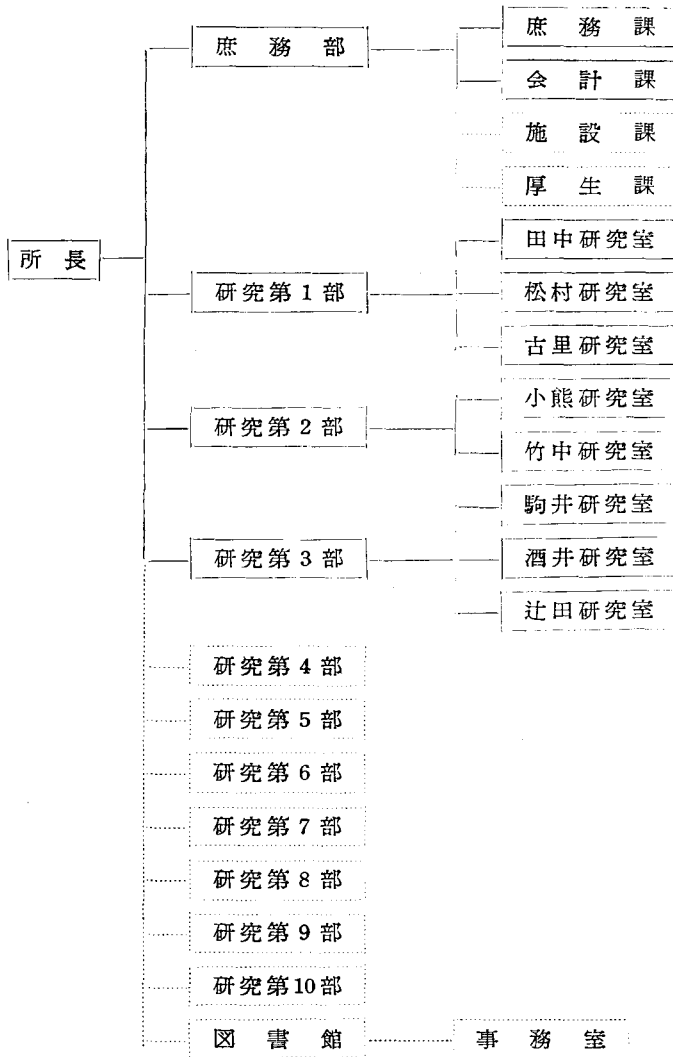 庶務部
庶務課
会計課
施設課
厚生課
所長
研究第1部
田中研究室
松村研究室
古里研究室
研究第2部
小熊研究室
竹中研究室
研究第3部
駒井研究室
酒井研究室
辻田研究室
研究第4部
研究第5部
研究第6部
研究第7部
研究第8部
研究第9部
研究第10部
図書館
事務室